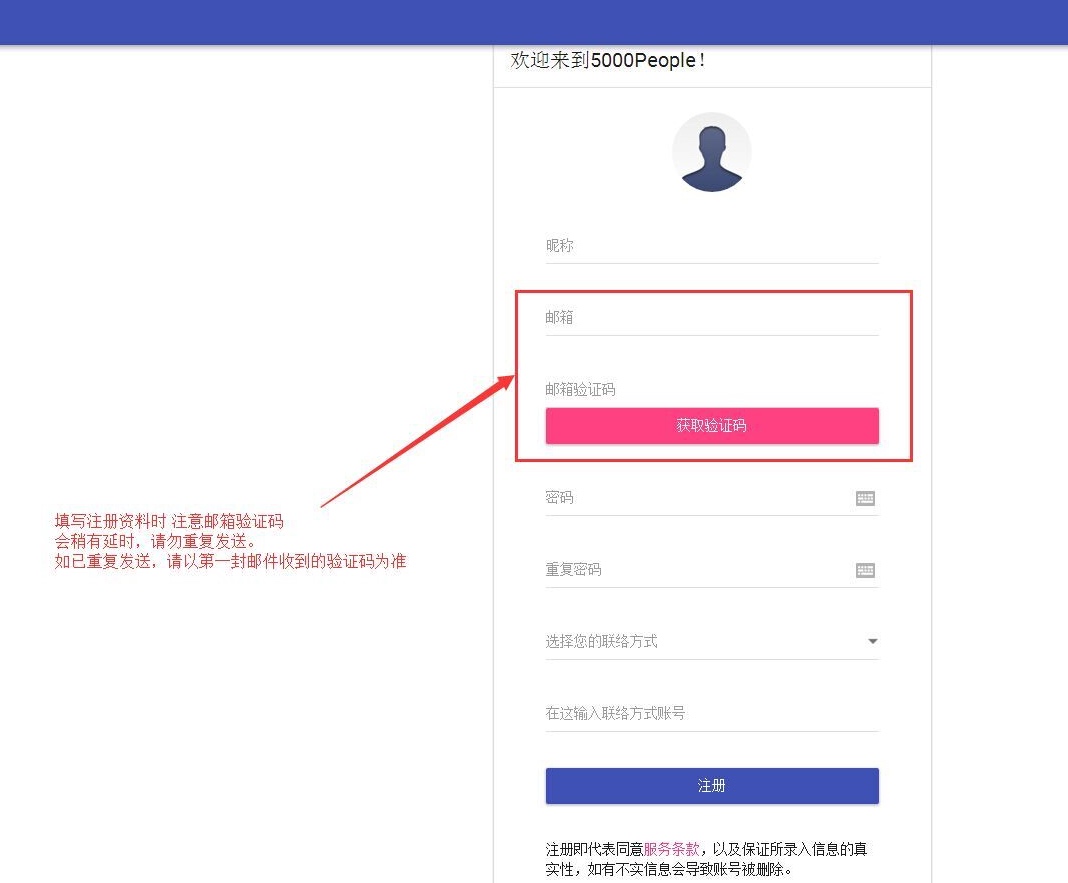 欢迎来到5000People！
昵称
邮箱
邮箱验证码
获取验证码
填写注册资料时 注意邮箱验证码
会稍有延时，请勿重复发送。
如已重复发送，请以第一封邮件收到的验证码为准
密码
重复密码
选择您的联络方式
在这输入联络方式账号
注册
注册即代表同意服务条款，以及保证所录入信息的真
实性，如有不实信息会导致账号被删除。